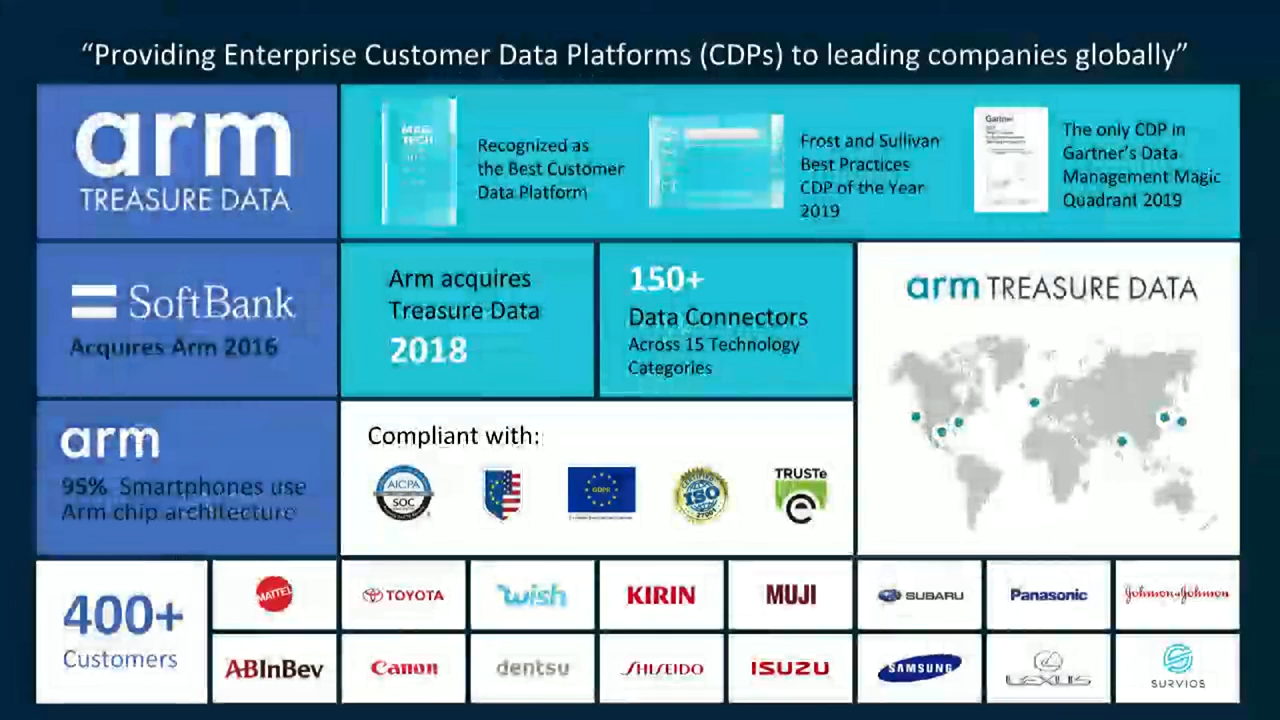 “Providing Enterprise Customer Data Platforms (CDPs) to leading companies globally”
arm
TREASURE DATA
Recognized as
the Best Customer
Data Platform
Frost and Sullivan
Best Practices
CDP of the Year
2019
Gartner
The only CDP in
Gartner’s Data
Management Magic
Quadrant 2019
SoftBank
Acquires Arm 2016
Arm acquires
Treasure Data
2018
150+
Data Connectors
Across 15 Technology
Categories
arm TREASURE DATA
arm
95% Smartphones use
Arm chip architecture
Compliant with:
AICPA
SOC
GDPR
ISO
TRUSTe
400+
Customers
MATTEL
TOYOTA
wish
KIRIN
MUJI
SUBARU
Panasonic
Johnson&Johnson
ABInBev
Canon
dentsu
SHISEIDO
ISUZU
SAMSUNG
LEXUS
SURVIOS